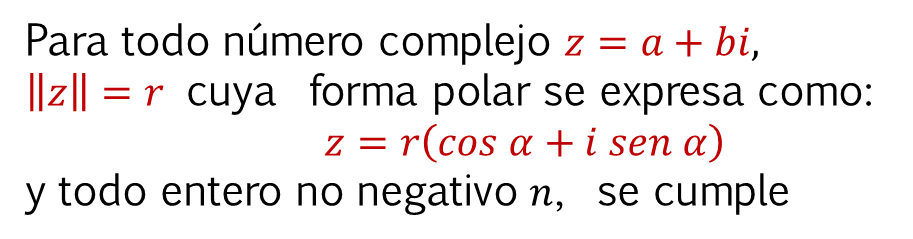 Para todo número complejo z = a + bi,
‖z‖ = r cuya forma polar se expresa como:
z = r(cos α + i sen α)
y todo entero no negativo n, se cumple